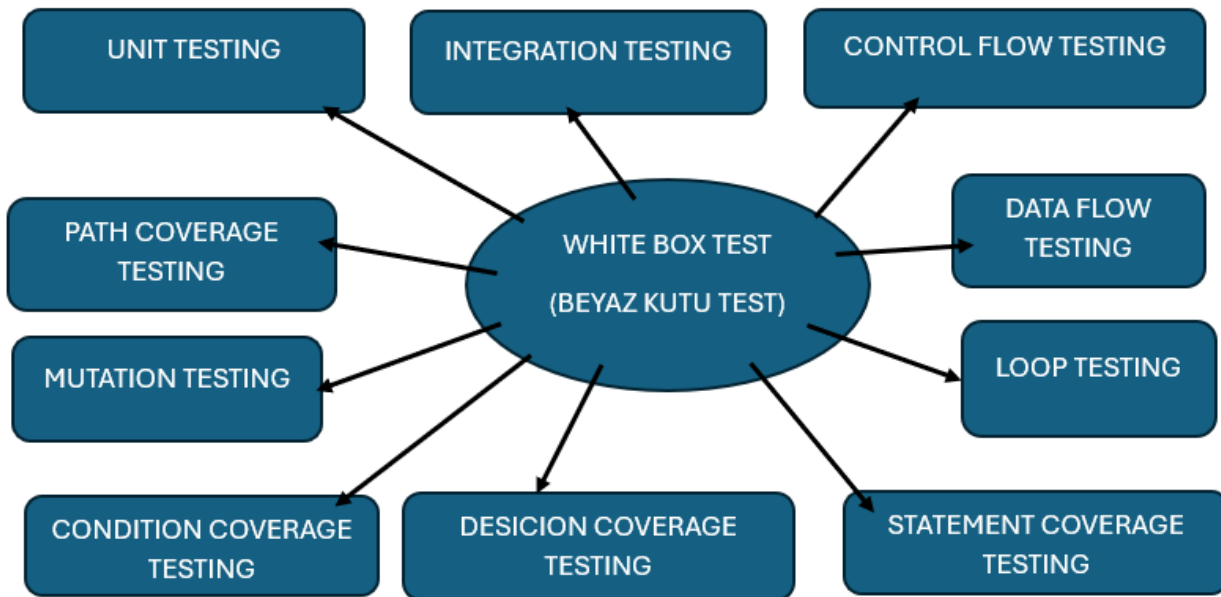 UNIT TESTING
INTEGRATION TESTING
CONTROL FLOW TESTING
PATH COVERAGE
TESTING
WHITE BOX TEST
(BEYAZ KUTU TEST)
DATA FLOW
TESTING
MUTATION TESTING
LOOP TESTING
CONDITION COVERAGE
TESTING
DESICION COVERAGE
TESTING
STATEMENT COVERAGE
TESTING